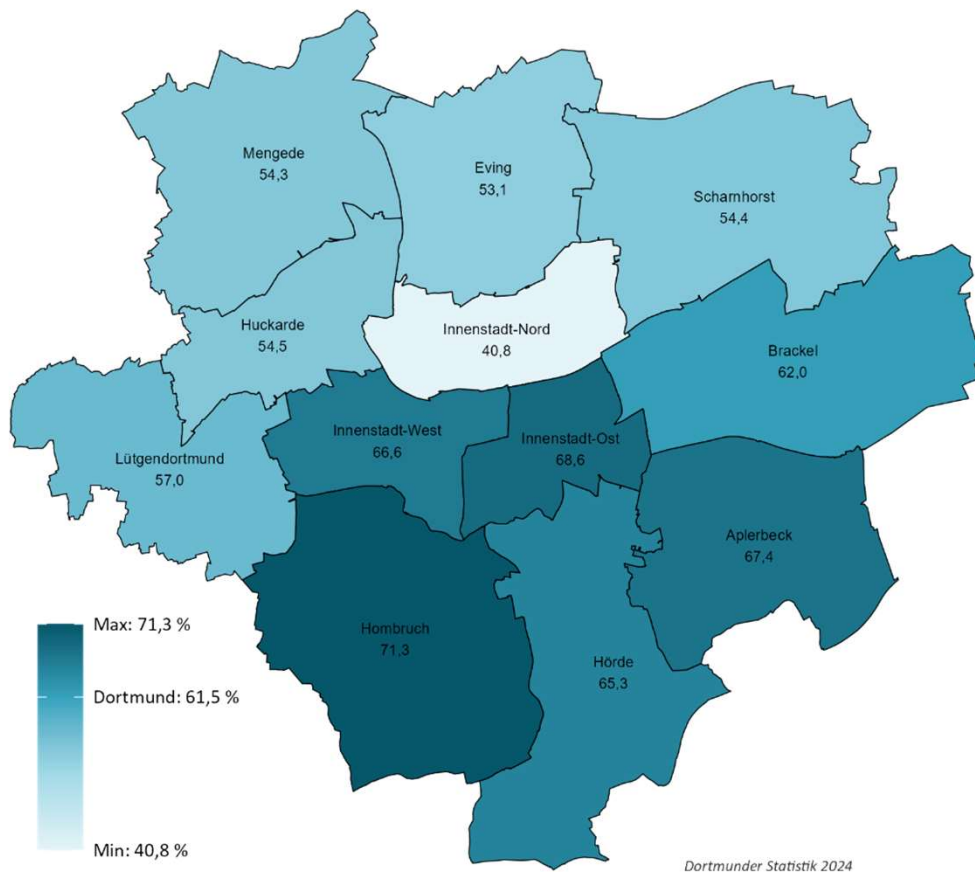 Mengede
54,3
Eving
53,1
Scharnhorst
54,4
Huckarde
54,5
Innenstadt-Nord
40,8
Brackel
62,0
Lütgendortmund
57,0
Innenstadt-West
66,6
Innenstadt-Ost
68,6
Aplerbeck
67,4
Hombruch
71,3
Hörde
65,3
Max: 71,3 %
Dortmund: 61,5 %
Min: 40,8 %
Dortmunder Statistik 2024